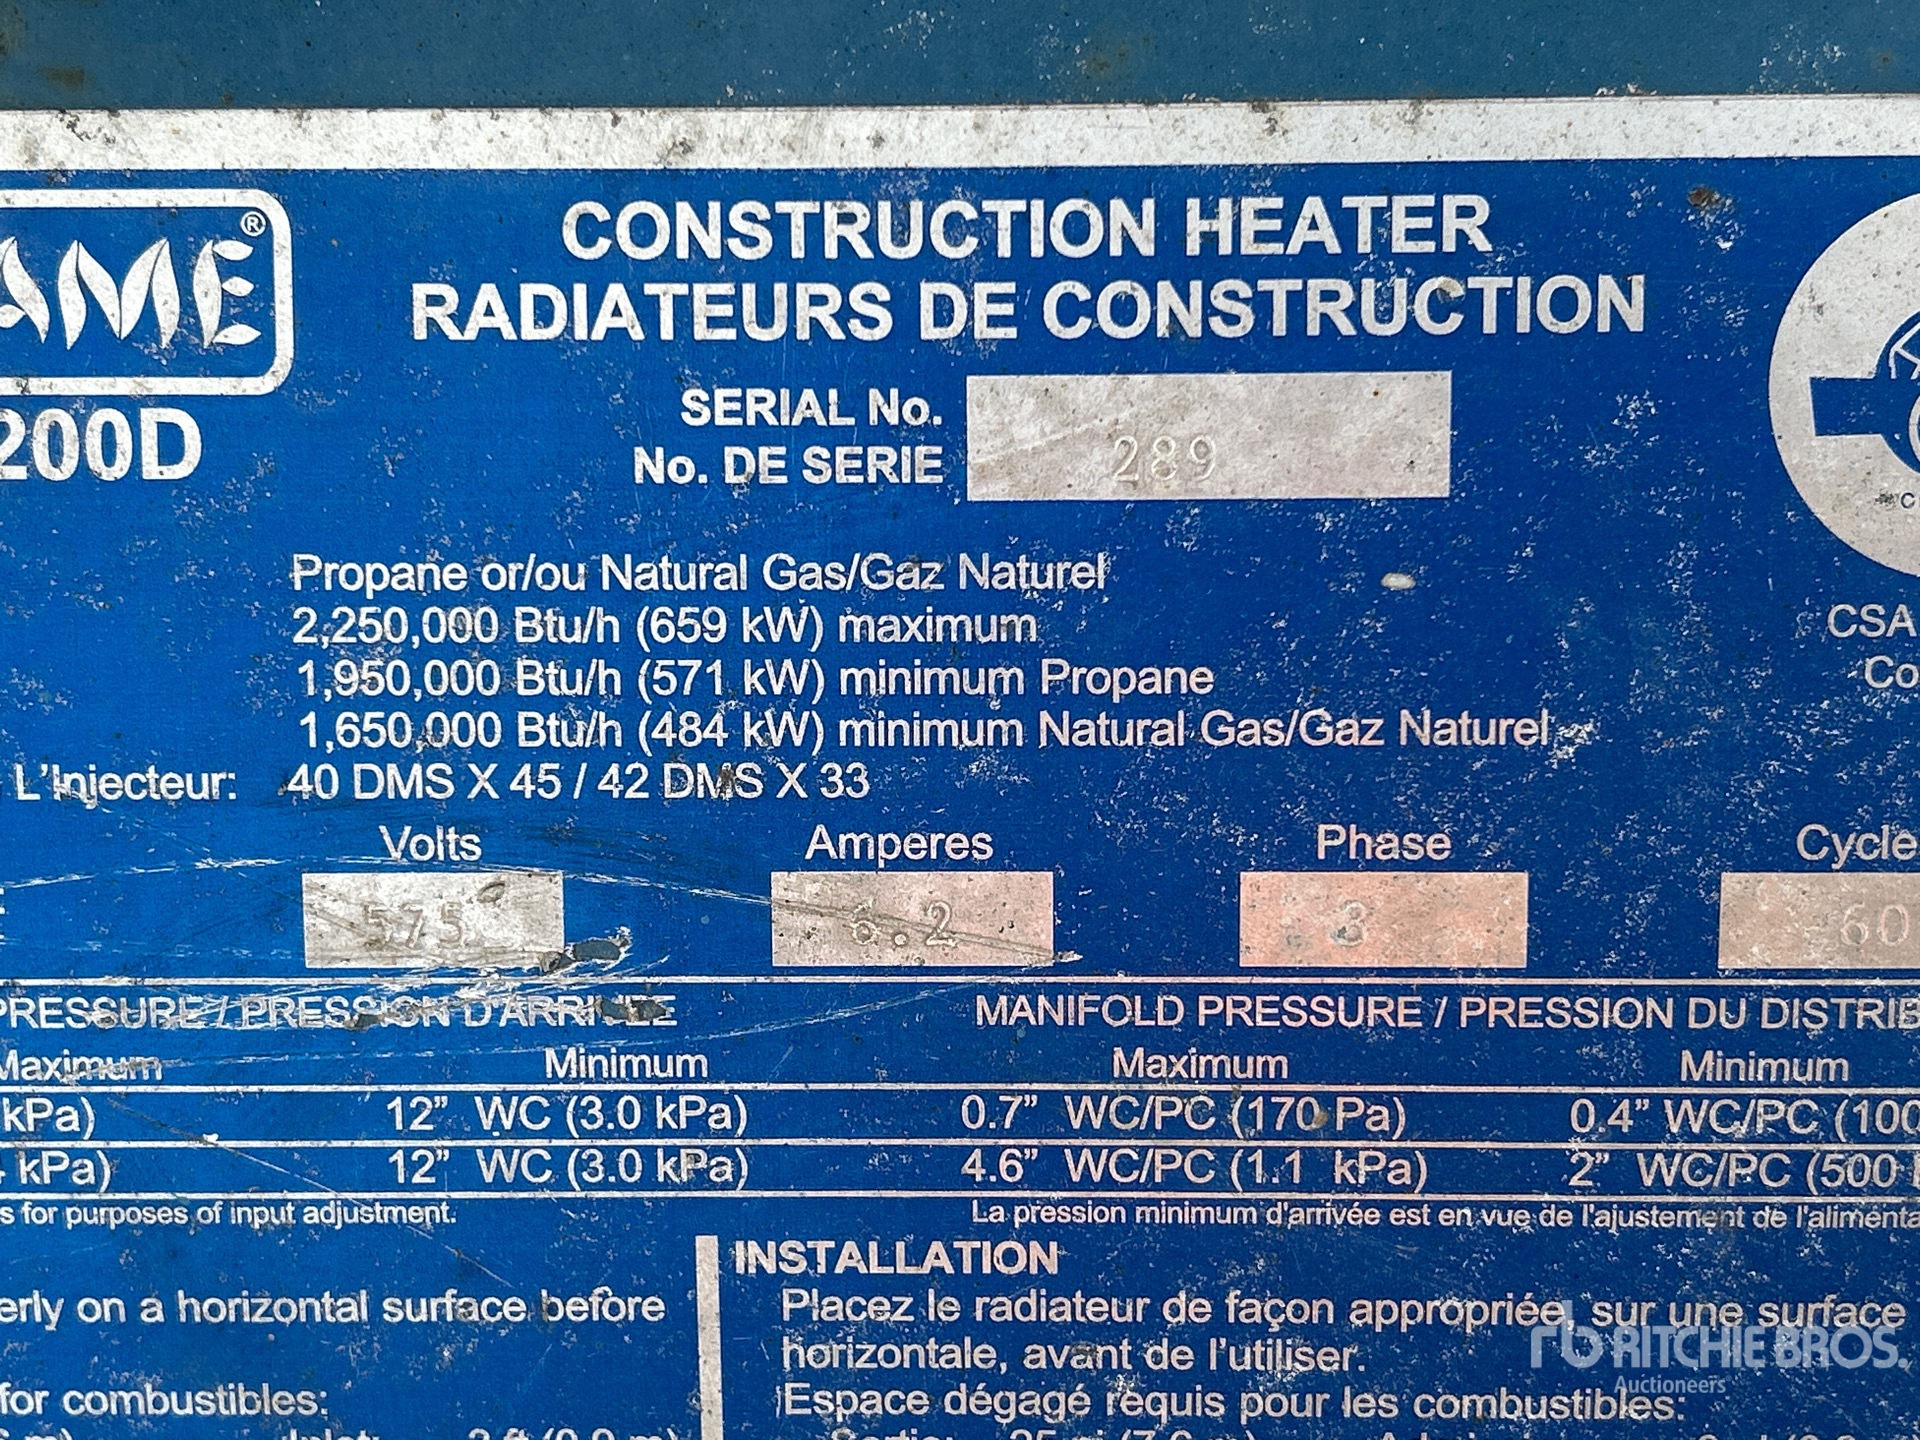 AME®
200D
CONSTRUCTION HEATER
RADIATEURS DE CONSTRUCTION
SERIAL No.
No. DE SERIE
289
Propane or/ou Natural Gas/Gaz Naturel
2,250,000 Btu/h (659 kW) maximum
1,950,000 Btu/h (571 kW) minimum Propane
1,650,000 Btu/h (484 kW) minimum Natural Gas/Gaz Naturel
CSA
Co
L'Injecteur: 40 DMS X 45 / 42 DMS X 33
Volts Amperes Phase Cycle
575 6.2 3 60
PRESSURE / PRESSION D'ARRIVÉE MANIFOLD PRESSURE / PRESSION DU DISTRIB
Maximum Minimum Maximum Minimum
kPa) 12" WC (3.0 kPa) 0.7" WC/PC (170 Pa) 0.4" WC/PC (100
kPa) 12" WC (3.0 kPa) 4.6" WC/PC (1.1 kPa) 2" WC/PC (500
s for purposes of input adjustment. La pression minimum d'arrivée est en vue de l'ajustement de l'alimenta
INSTALLATION
erly on a horizontal surface before
Placez le radiateur de façon appropriée, sur une surface
horizontale, avant de l'utiliser.
for combustibles:
Espace dégagé requis pour les combustibles:
rb RITCHIE BROS.
Auctioneers